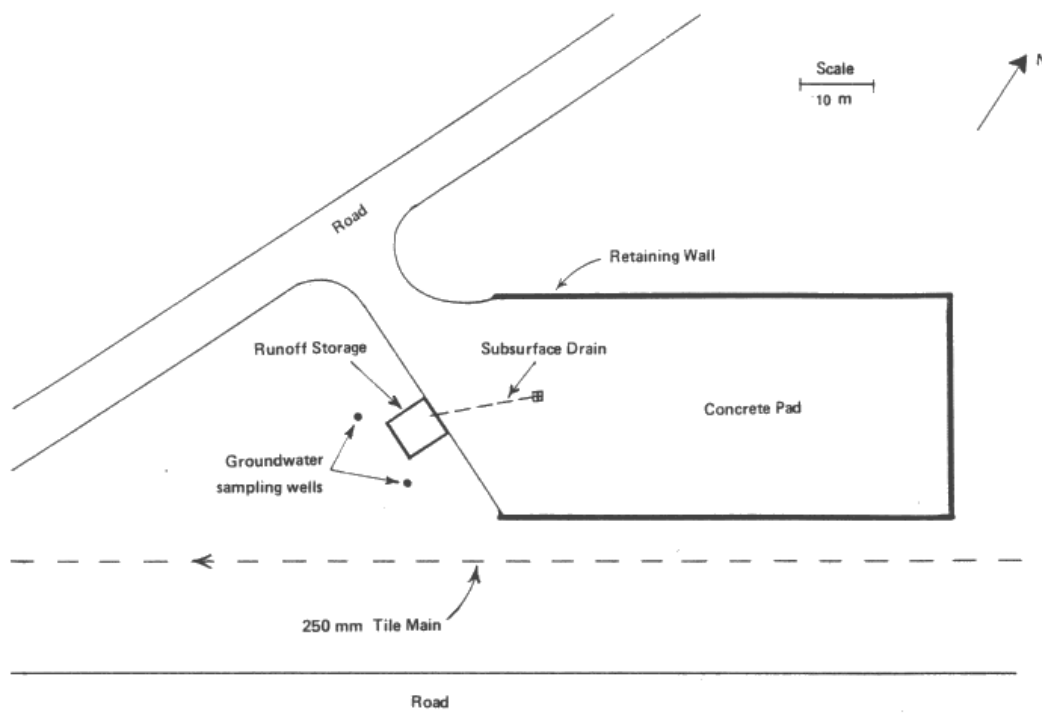 Scale
10 m
N
Road
Retaining Wall
Runoff Storage
Subsurface Drain
Concrete Pad
Groundwater
sampling wells
250 mm Tile Main
Road